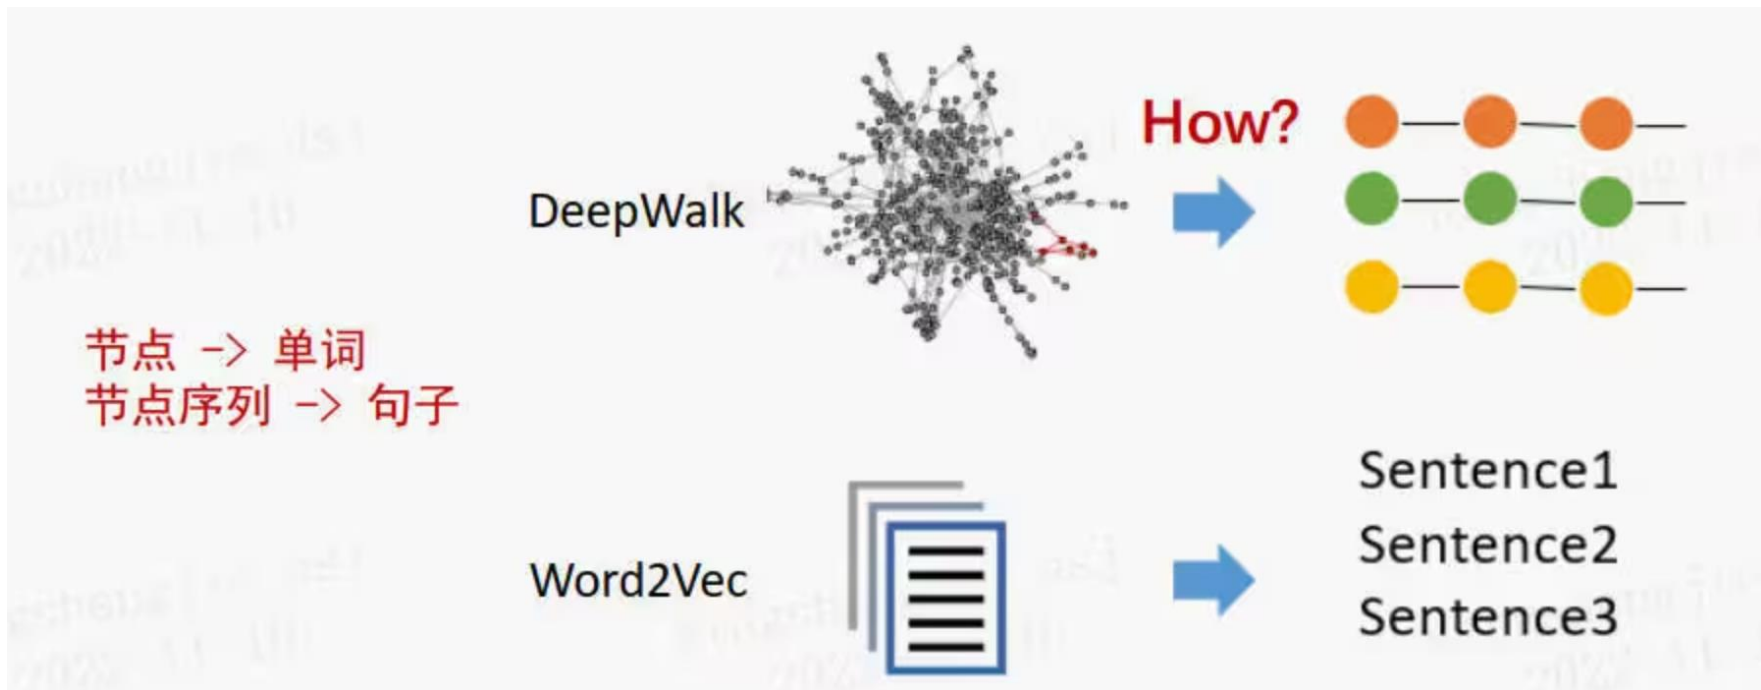 How?
DeepWalk
节点 -> 单词
节点序列 -> 句子
Sentence1
Sentence2
Word2Vec
Sentence3